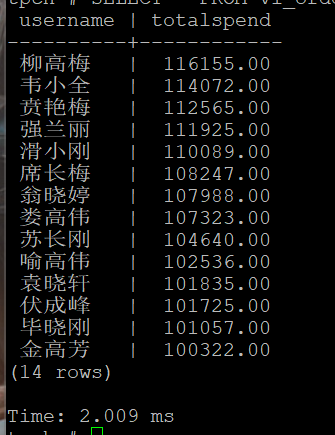 tpch # SELECT * FROM v1_orde
username | totalspend
----------+------------
柳高梅 | 116155.00
韦小全 | 114072.00
贲艳梅 | 112565.00
强兰丽 | 111925.00
滑小刚 | 110089.00
席长梅 | 108247.00
翁晓婷 | 107988.00
娄高伟 | 107323.00
苏长刚 | 104640.00
喻高伟 | 102536.00
袁晓轩 | 101835.00
伏成峰 | 101725.00
毕晓刚 | 101057.00
金高芳 | 100322.00
(14 rows)
Time: 2.009 ms